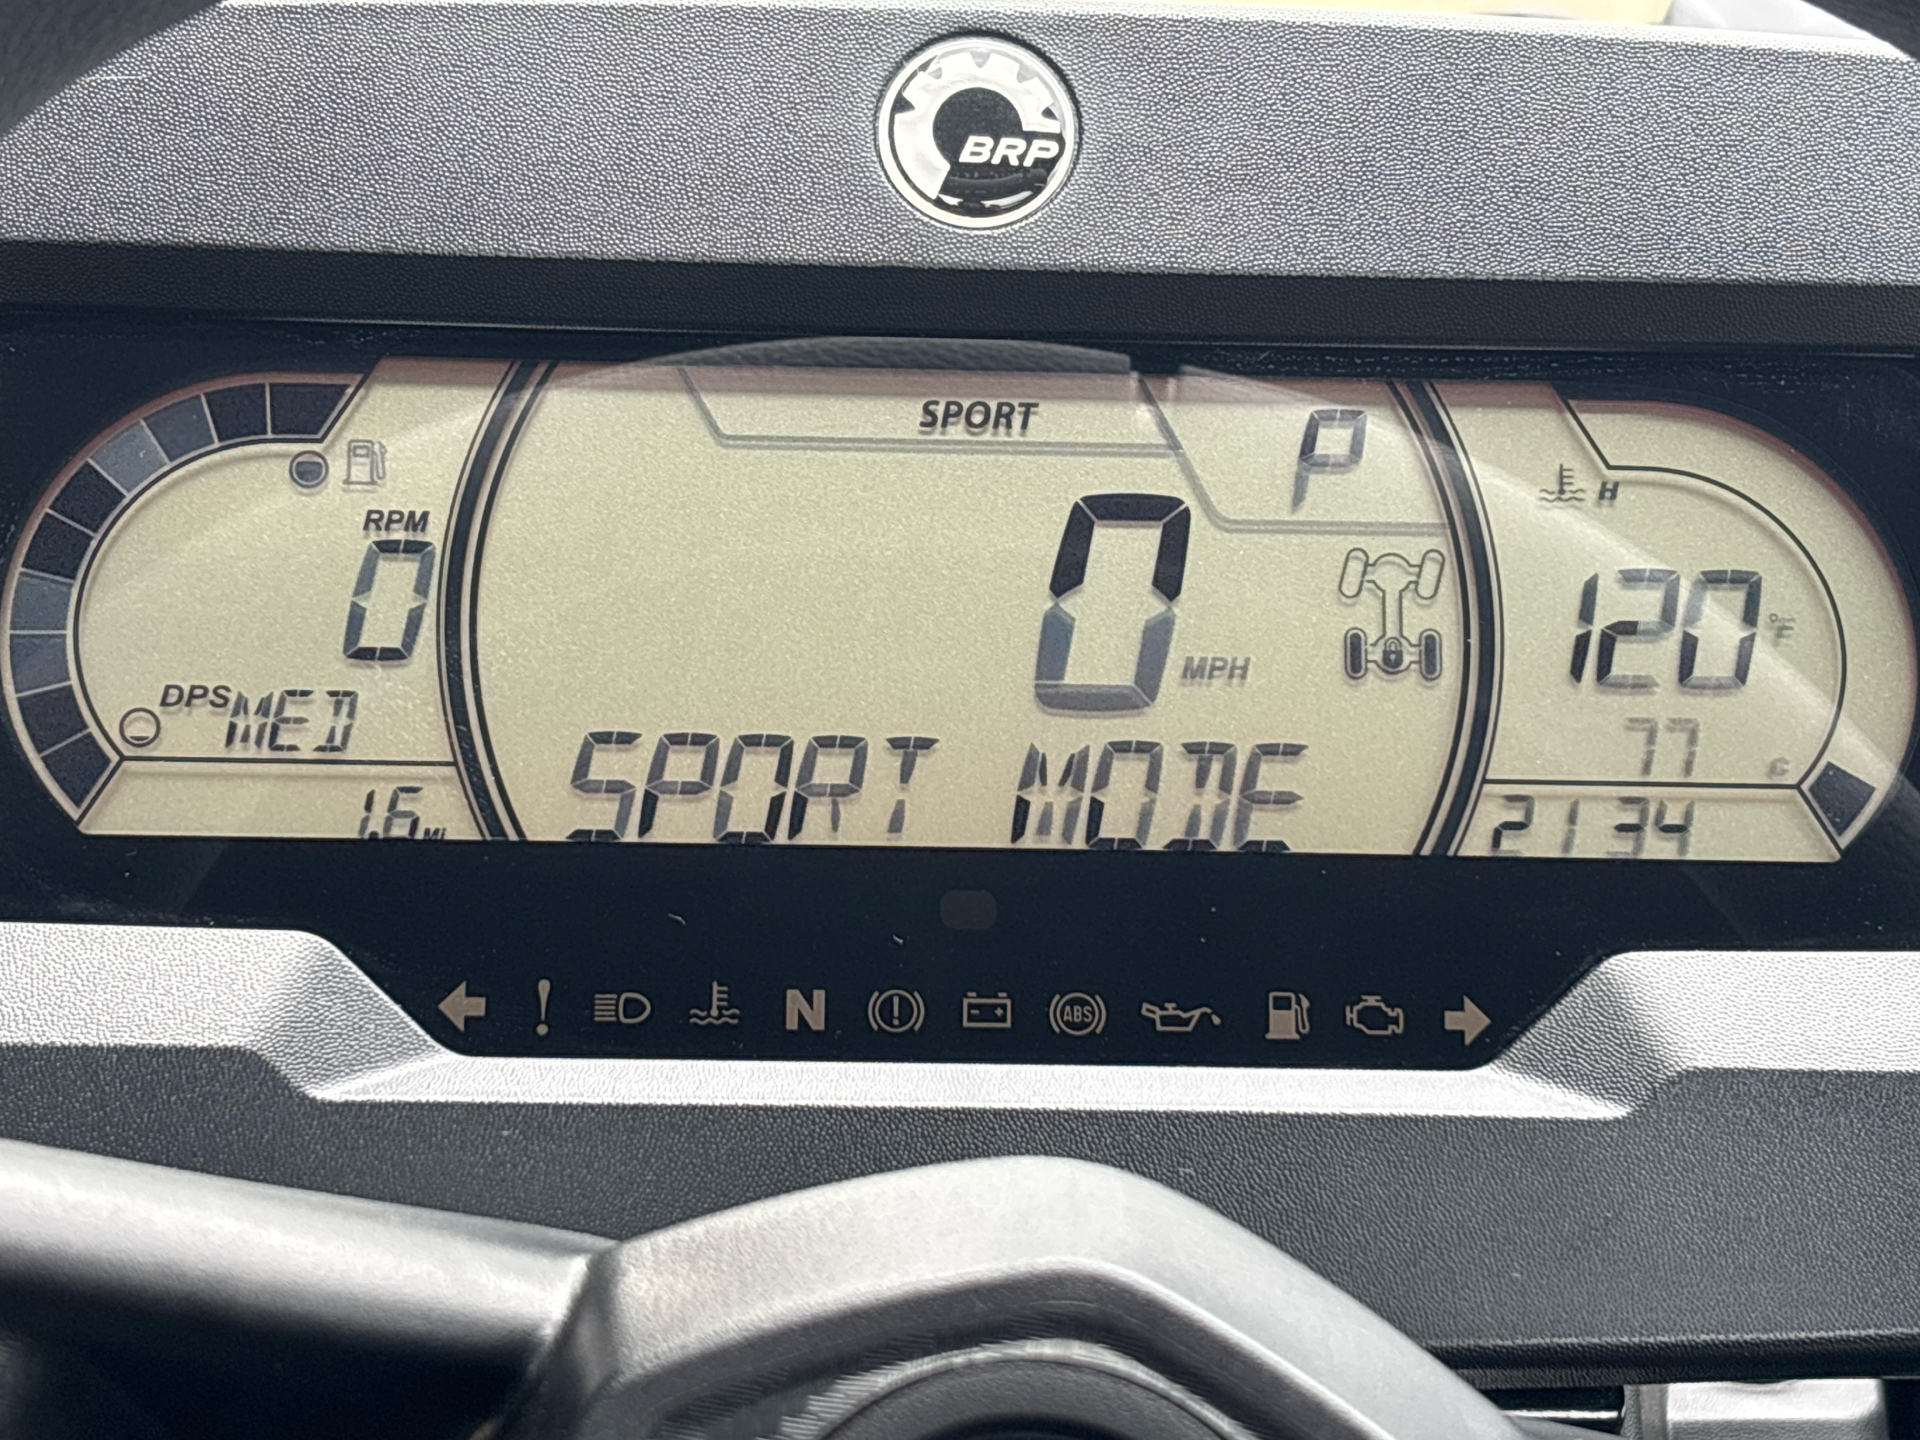 BRP
SPORT
P
RPM
0
0
MPH
H
120
°F
DPS MED
77
C
1.6 Mi
SPORT MODE
2134
N
ABS